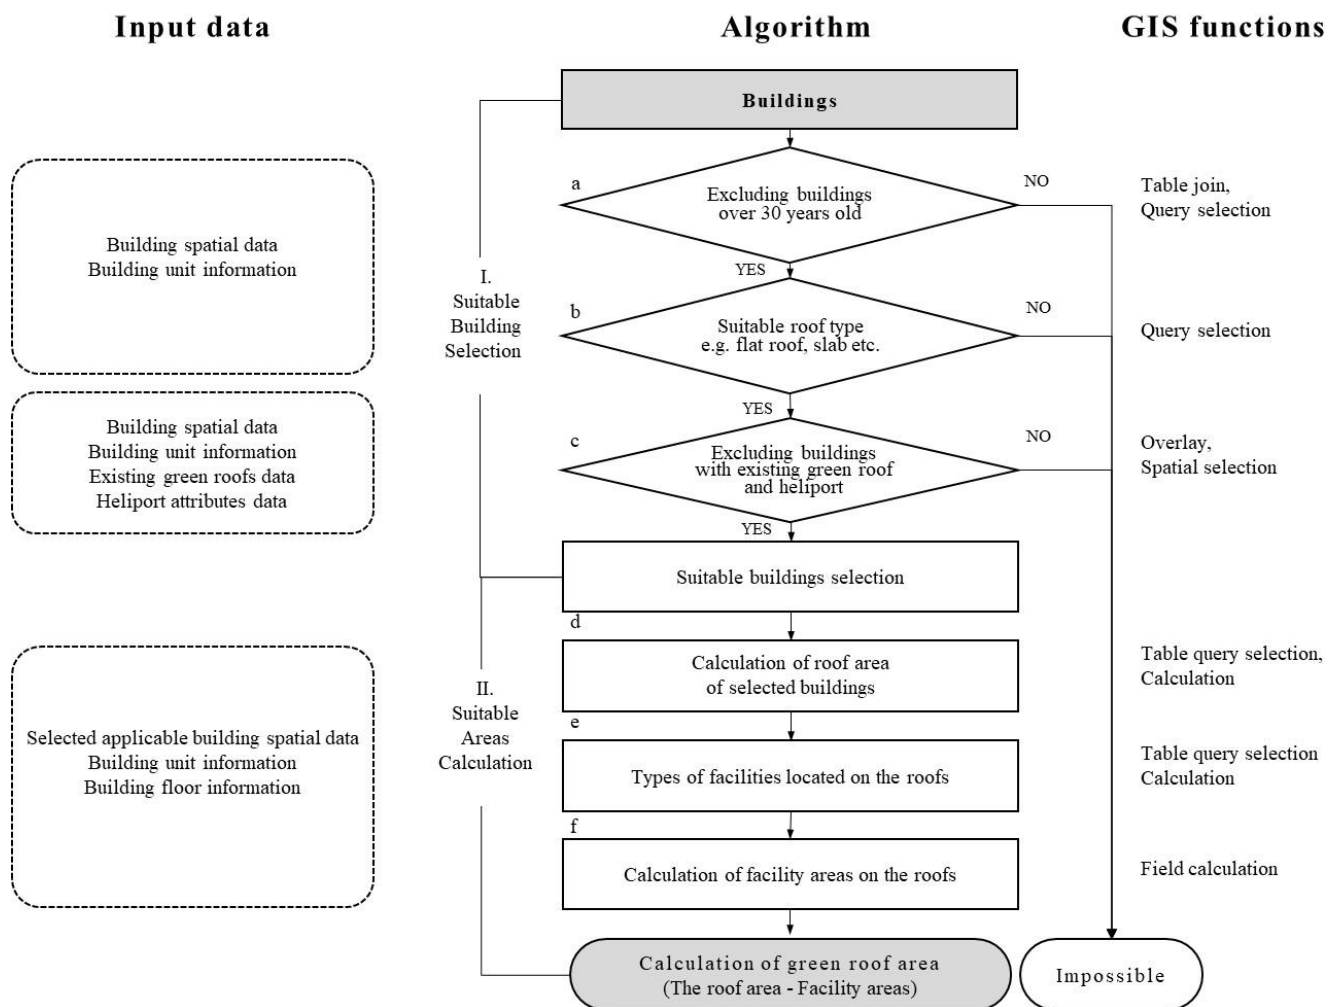 Input data
Algorithm
GIS functions
Buildings
a
Excluding buildings
over 30 years old
NO
Table join,
Query selection
YES
Building spatial data
Building unit information
I.
Suitable
Building
Selection
b
Suitable roof type
e.g. flat roof, slab etc.
NO
Query selection
YES
Building spatial data
Building unit information
Existing green roofs data
Heliport attributes data
c
Excluding buildings
with existing green roof
and heliport
NO
Overlay,
Spatial selection
YES
Suitable buildings selection
d
Calculation of roof area
of selected buildings
Table query selection,
Calculation
II.
Suitable
Areas
Calculation
e
Types of facilities located on the roofs
Table query selection
Calculation
Selected applicable building spatial data
Building unit information
Building floor information
f
Calculation of facility areas on the roofs
Field calculation
Calculation of green roof area
(The roof area - Facility areas)
Impossible